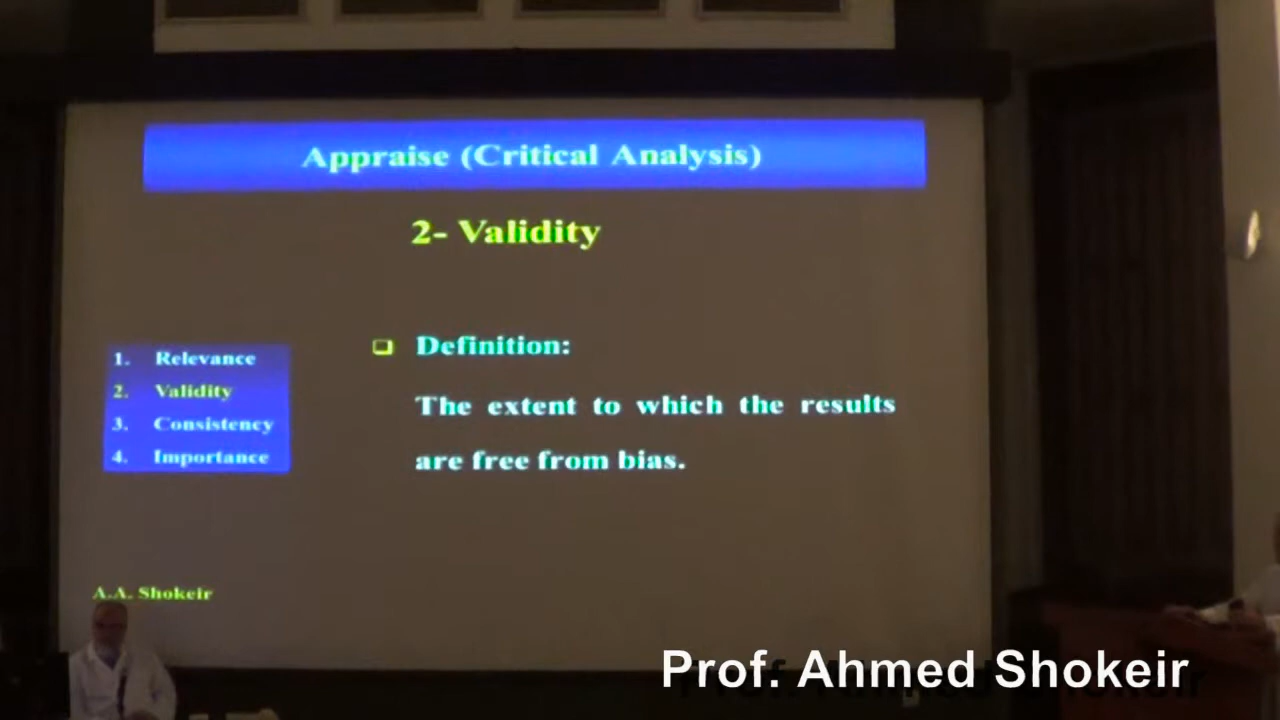 Appraise (Critical Analysis)
2- Validity
1. Relevance
2. Validity
3. Consistency
4. Importance
❑ Definition:
The extent to which the results
are free from bias.
A.A. Shokeir
Prof. Ahmed Shokeir